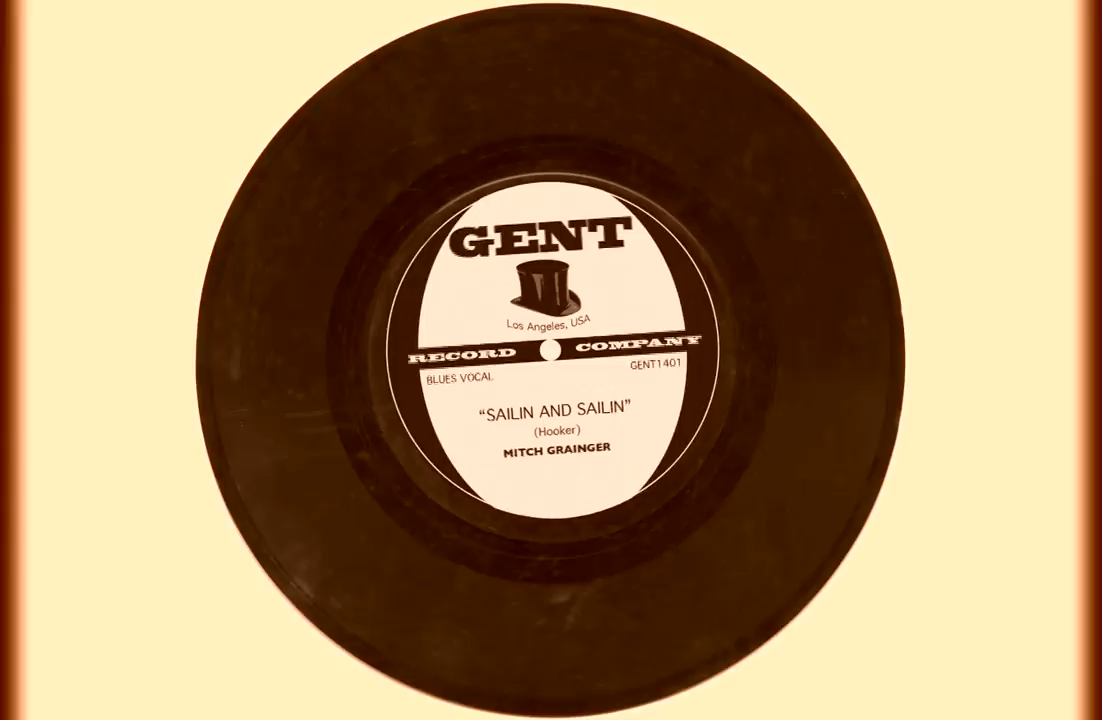 GENT
Los Angeles, USA
RECORD COMPANY
BLUES VOCAL
GENT1401
“SAILIN AND SAILIN”
(Hooker)
MITCH GRAINGER